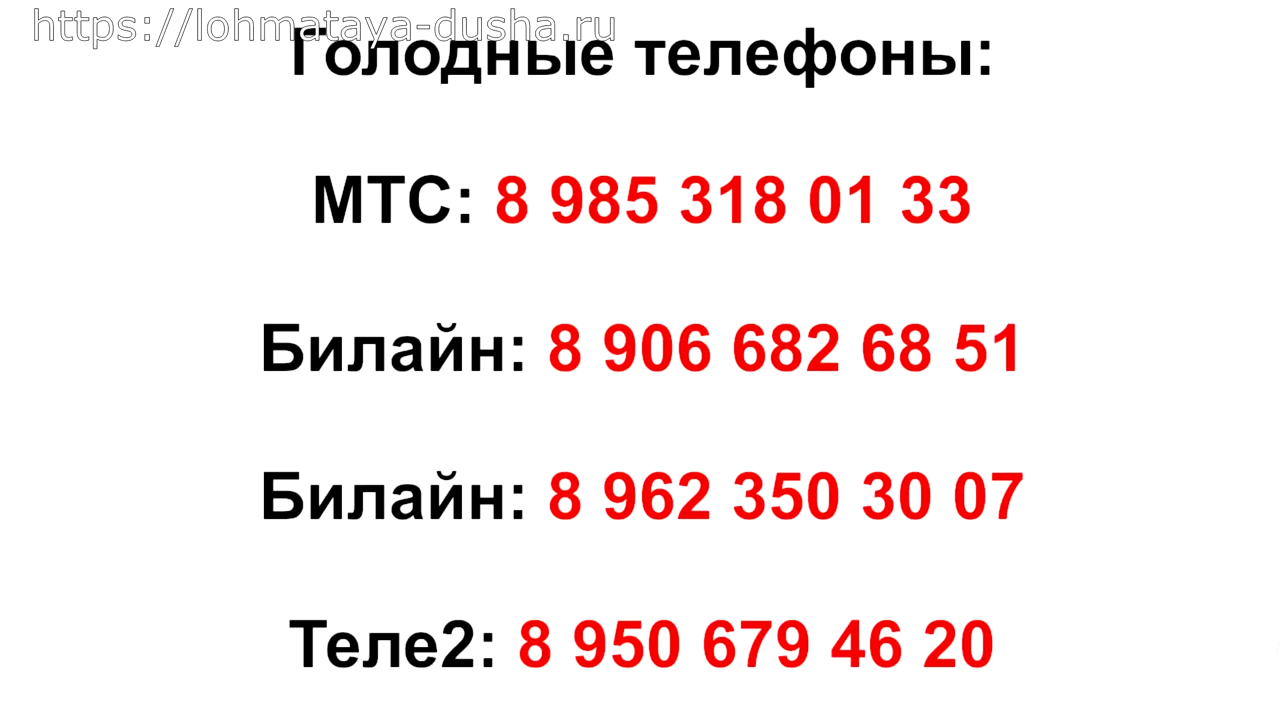 https://lohmataya-dusha.ru
Голодные телефоны:
МТС: 8 985 318 01 33
Билайн: 8 906 682 68 51
Билайн: 8 962 350 30 07
Теле2: 8 950 679 46 20